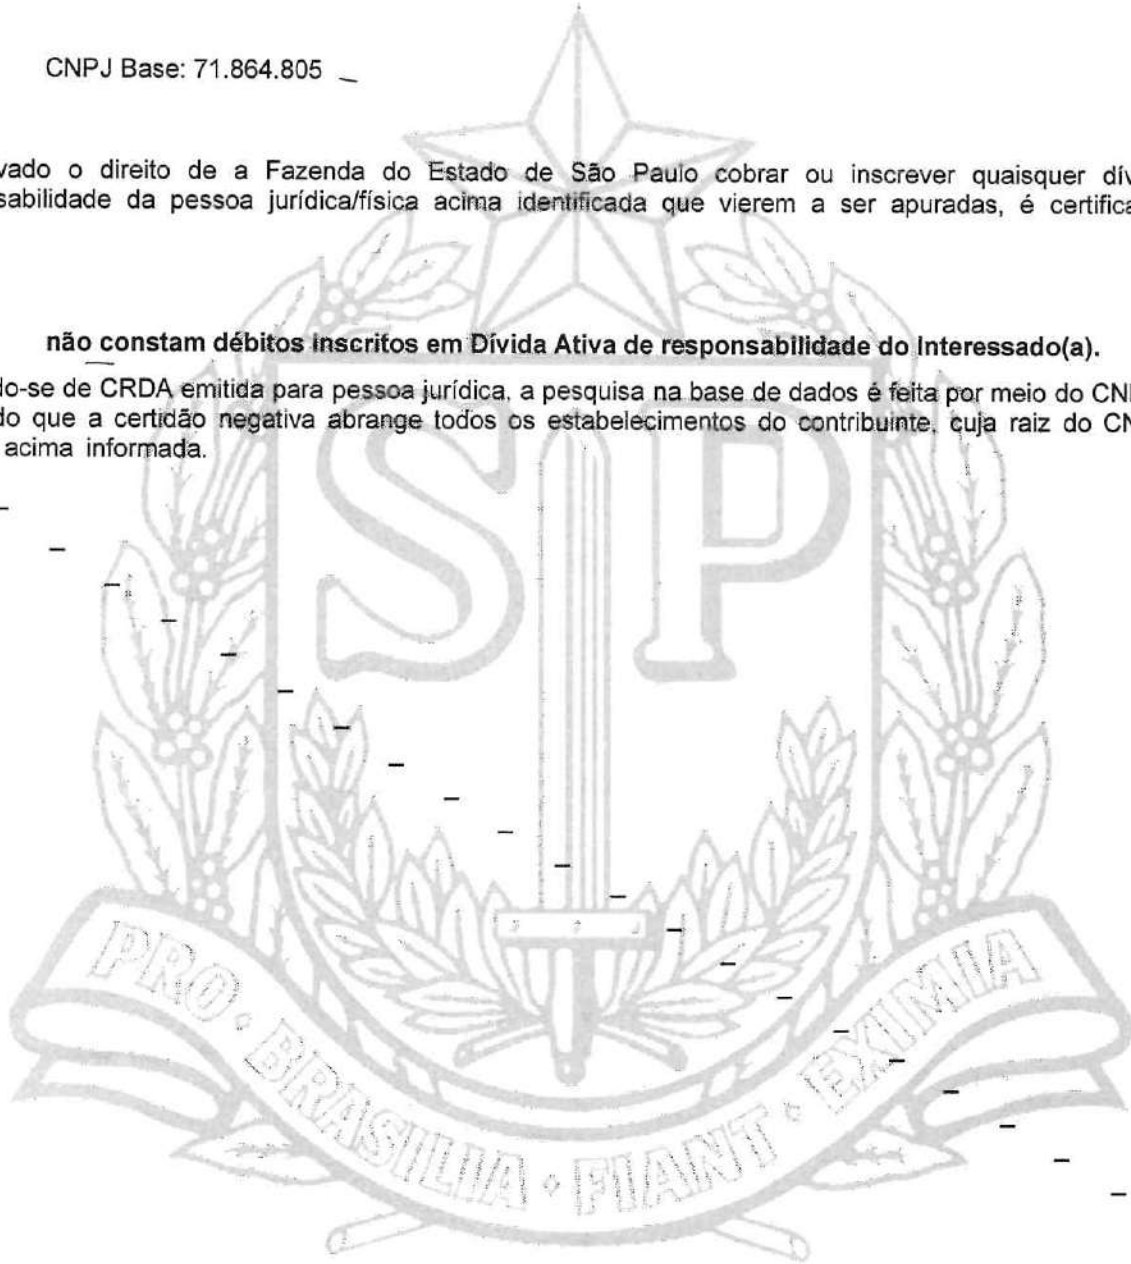 CNPJ Base: 71.864.805
vado o direito de a Fazenda do Estado de São Paulo cobrar ou inscrever quaisquer dív
sabilidade da pessoa jurídica/física acima identificada que vierem a ser apuradas, é certifica
não constam débitos inscritos em Dívida Ativa de responsabilidade do Interessado(a).
do-se de CRDA emitida para pessoa jurídica, a pesquisa na base de dados é feita por meio do CN
do que a certidão negativa abrange todos os estabelecimentos do contribuinte, cuja raiz do CN
acima informada.
SP
PRO BRASILIA FIANT EXIMIA